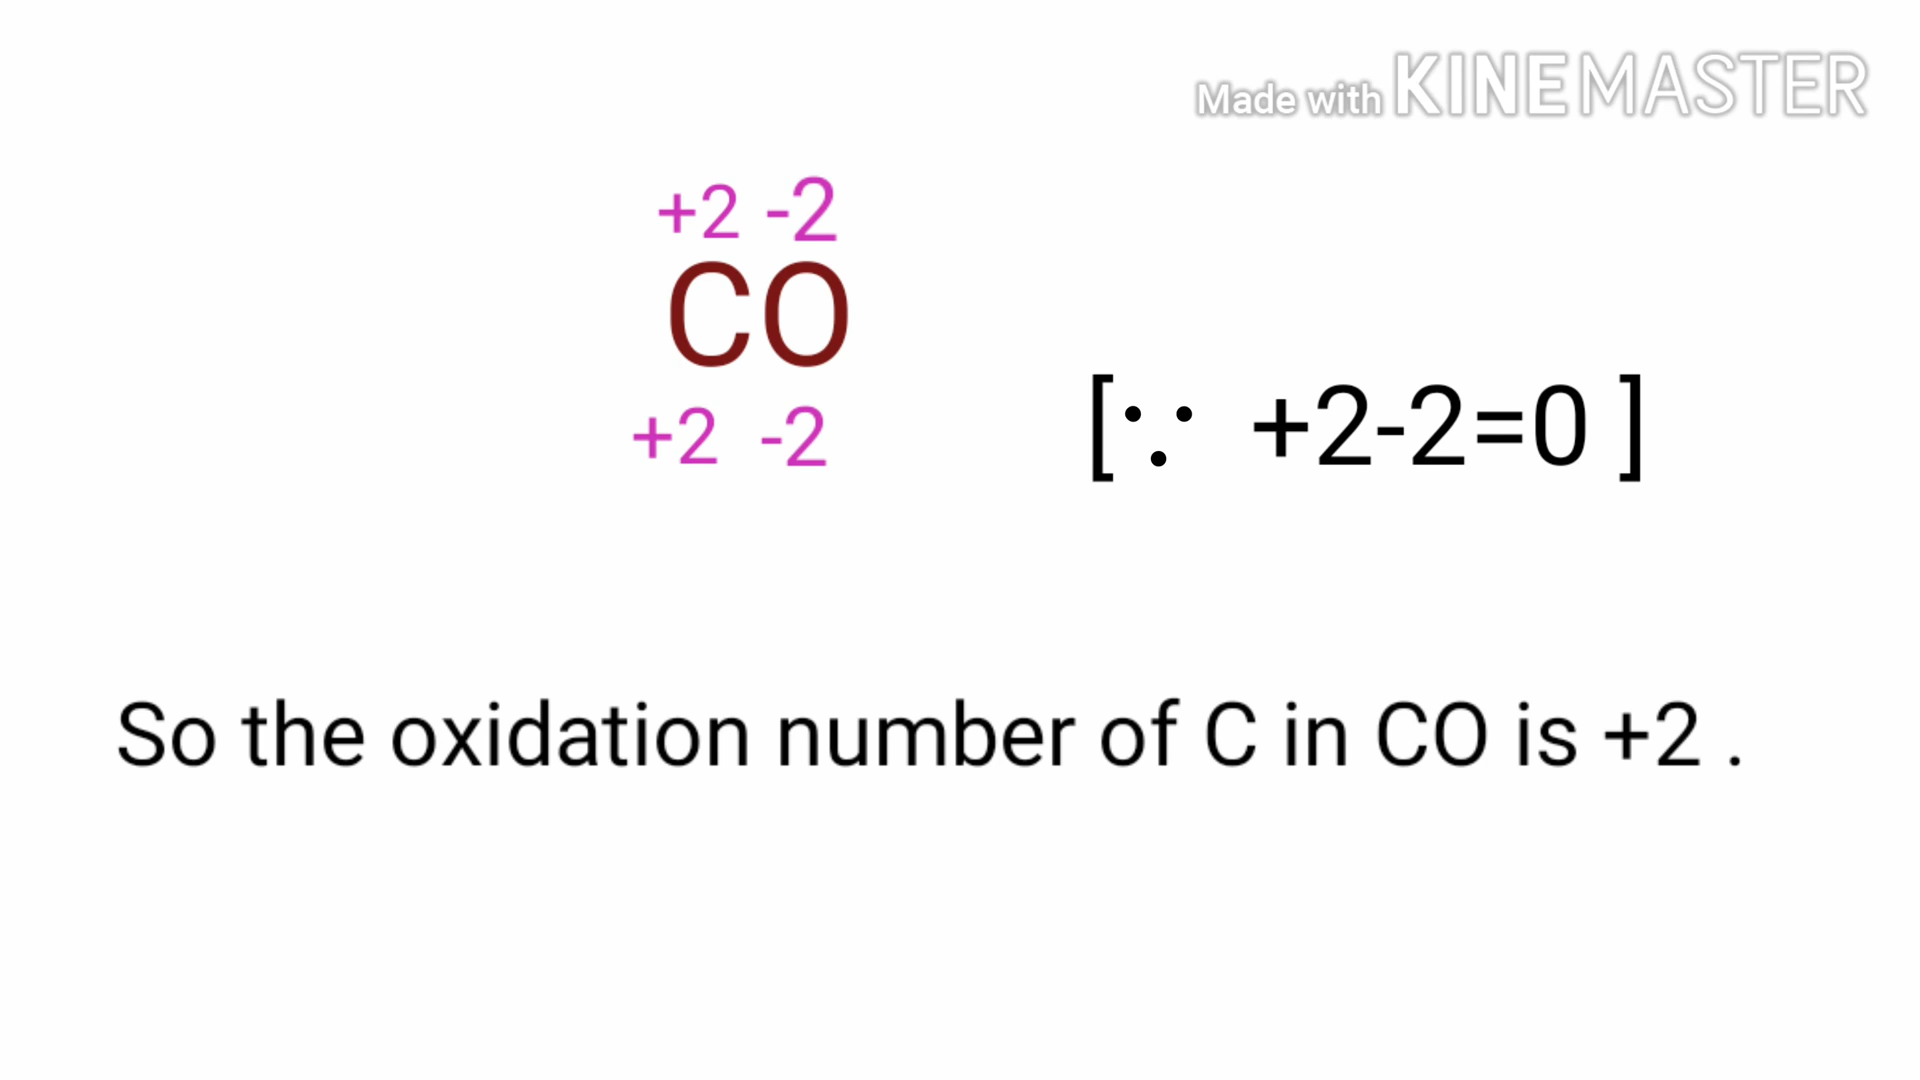 Made with KINEMASTER
+2 -2
CO
+2 -2
[∵ +2-2=0 ]
So the oxidation number of C in CO is +2 .